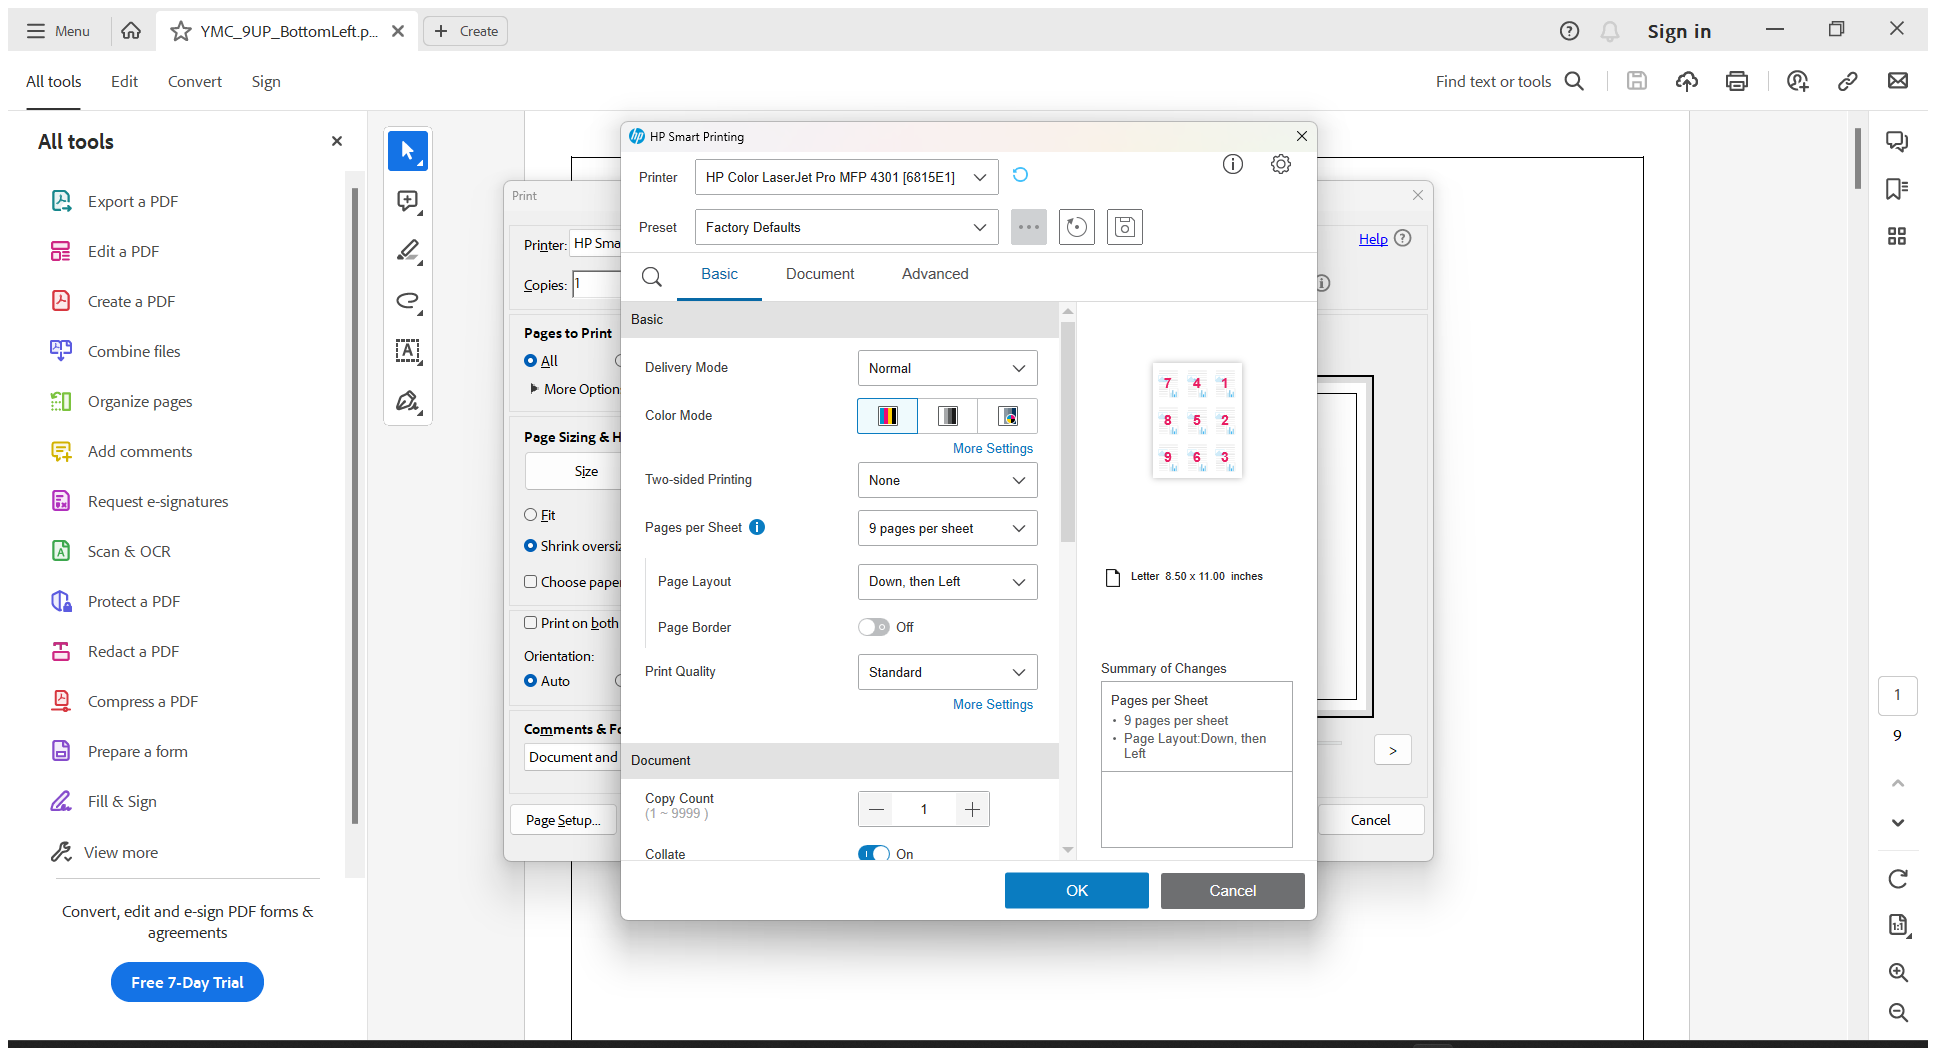 Menu
YMC_9UP_BottomLeft.p...
Create
Sign in
All tools
Edit
Convert
Sign
Find text or tools
All tools
Export a PDF
Edit a PDF
Create a PDF
Combine files
Organize pages
Add comments
Request e-signatures
Scan & OCR
Protect a PDF
Redact a PDF
Compress a PDF
Prepare a form
Fill & Sign
View more
Convert, edit and e-sign PDF forms &
agreements
Free 7-Day Trial
Print
Printer: HP Sma
Copies: 1
Help
Pages to Print
All
More Option
Page Sizing & H
Size
Fit
Shrink oversiz
Choose pape
Print on both
Orientation:
Auto
Comments & Fo
Document and
Page Setup...
>
Cancel
HP Smart Printing
Printer HP Color LaserJet Pro MFP 4301 [6815E1]
Preset Factory Defaults
Basic Document Advanced
Basic
Delivery Mode Normal
Color Mode
More Settings
Two-sided Printing None
Pages per Sheet 9 pages per sheet
Page Layout Down, then Left
Page Border Off
Print Quality Standard
More Settings
Document
Copy Count 1
(1 ~ 9999 )
Collate On
7 4 1
8 5 2
9 6 3
Letter 8.50 x 11.00 inches
Summary of Changes
Pages per Sheet
• 9 pages per sheet
• Page Layout:Down, then
Left
OK Cancel
1
9
1:1